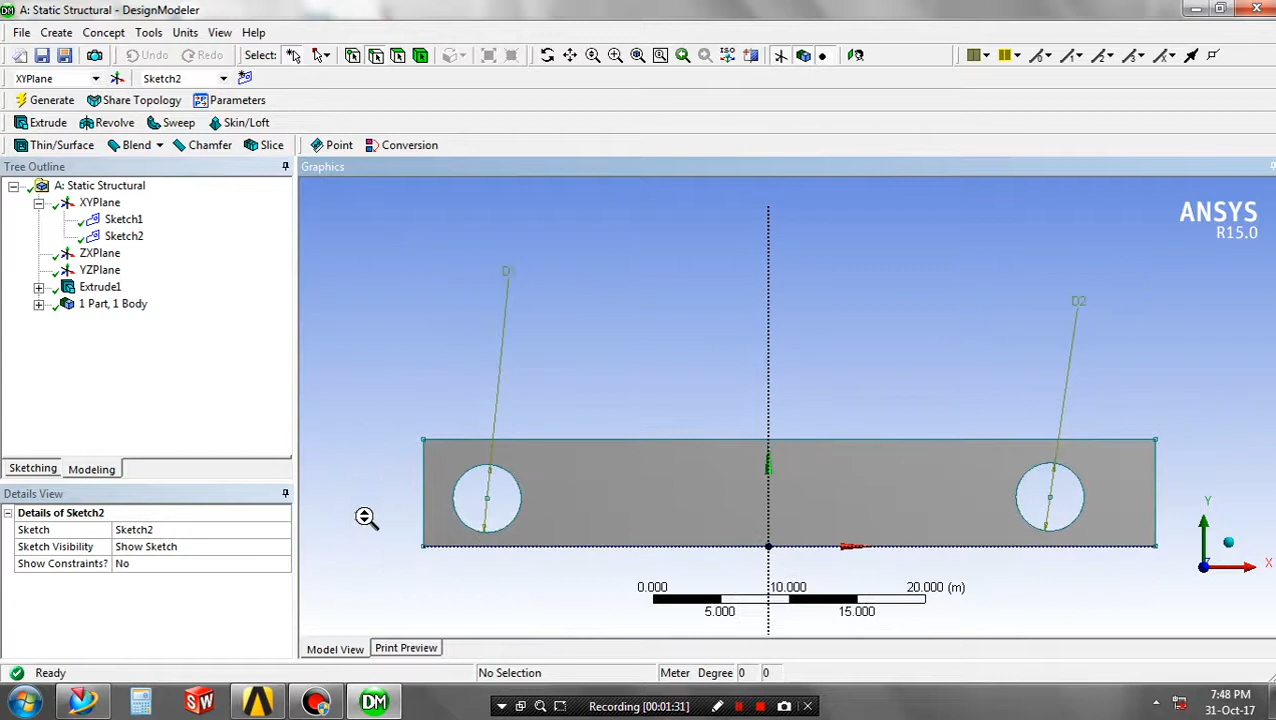 A: Static Structural - DesignModeler
File Create Concept Tools Units View Help
Undo Redo Select:
XYPlane Sketch2
Generate Share Topology Parameters
Extrude Revolve Sweep Skin/Loft
Thin/Surface Blend Chamfer Slice Point Conversion
Tree Outline
A: Static Structural
XYPlane
Sketch1
Sketch2
ZXPlane
YZPlane
Extrude1
1 Part, 1 Body
Sketching Modeling
Details View
Details of Sketch2
Sketch Sketch2
Sketch Visibility Show Sketch
Show Constraints? No
Graphics
ANSYS
R15.0
D
D2
Y
X
0.000 10.000 20.000 (m)
5.000 15.000
Model View Print Preview
Ready No Selection Meter Degree 0 0
SW DM Recording [00:01:31]
7:48 PM
31-Oct-17